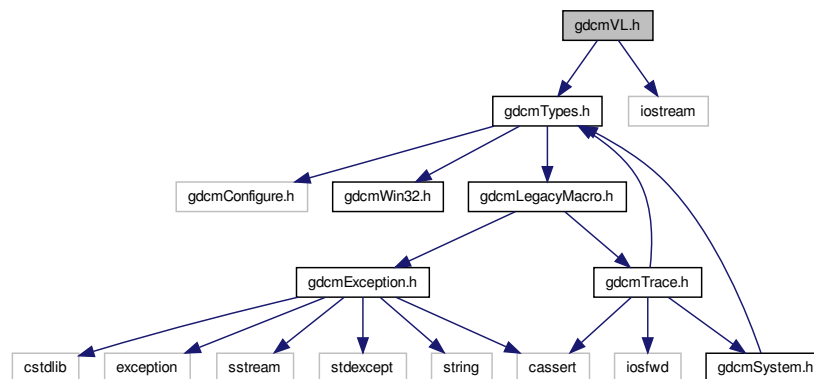 gdcmVL.h
gdcmTypes.h
iostream
gdcmConfigure.h
gdcmWin32.h
gdcmLegacyMacro.h
gdcmException.h
gdcmTrace.h
cstdlib
exception
sstream
stdexcept
string
cassert
iosfwd
gdcmSystem.h